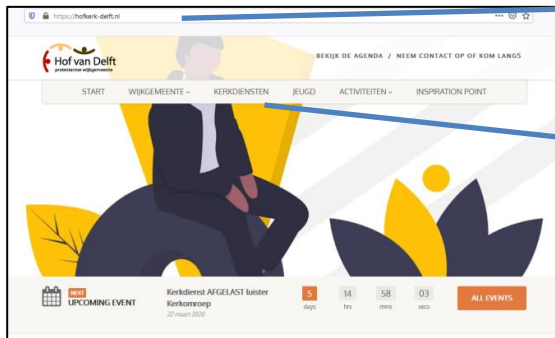 https://hofkerk-delft.nl
Hof van Delft
protestantse wijkgemeente
BEKIJK DE AGENDA / NEEM CONTACT OP OF KOM LANGS
START WIJKGEMEENTE KERKDIENSTEN JEUGD ACTIVITEITEN INSPIRATION POINT
NEXT
UPCOMING EVENT
Kerkdienst AFGELAST luister
Kerkomroep
22 maart 2020
5 14 58 03
days hrs mins secs
ALL EVENTS